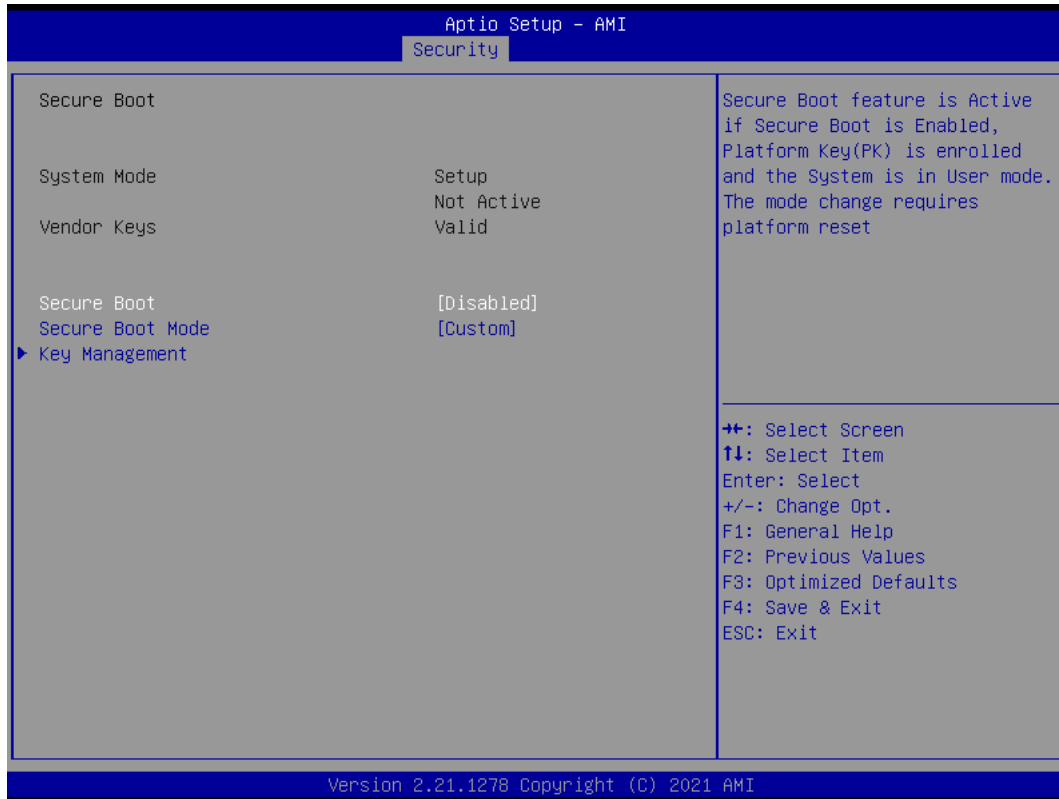 Aptio Setup - AMI
Security
Secure Boot
System Mode Setup
Not Active
Vendor Keys Valid
Secure Boot [Disabled]
Secure Boot Mode [Custom]
▶ Key Management
Secure Boot feature is Active
if Secure Boot is Enabled,
Platform Key(PK) is enrolled
and the System is in User mode.
The mode change requires
platform reset
→←: Select Screen
↑↓: Select Item
Enter: Select
+/-: Change Opt.
F1: General Help
F2: Previous Values
F3: Optimized Defaults
F4: Save & Exit
ESC: Exit
Version 2.21.1278 Copyright (C) 2021 AMI